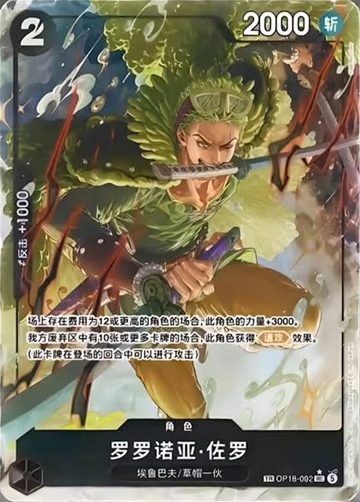 2
2000
斩
反击 +1000
场上存在费用为12或更高的角色的场合,此角色的力量+3000。
我方废弃区中有10张或更多卡牌的场合,此角色获得 速攻 效果。
(此卡牌在登场的回合中可以进行攻击)
角色
罗罗诺亚·佐罗
埃鲁巴夫/草帽一伙
TR OP18-092 5